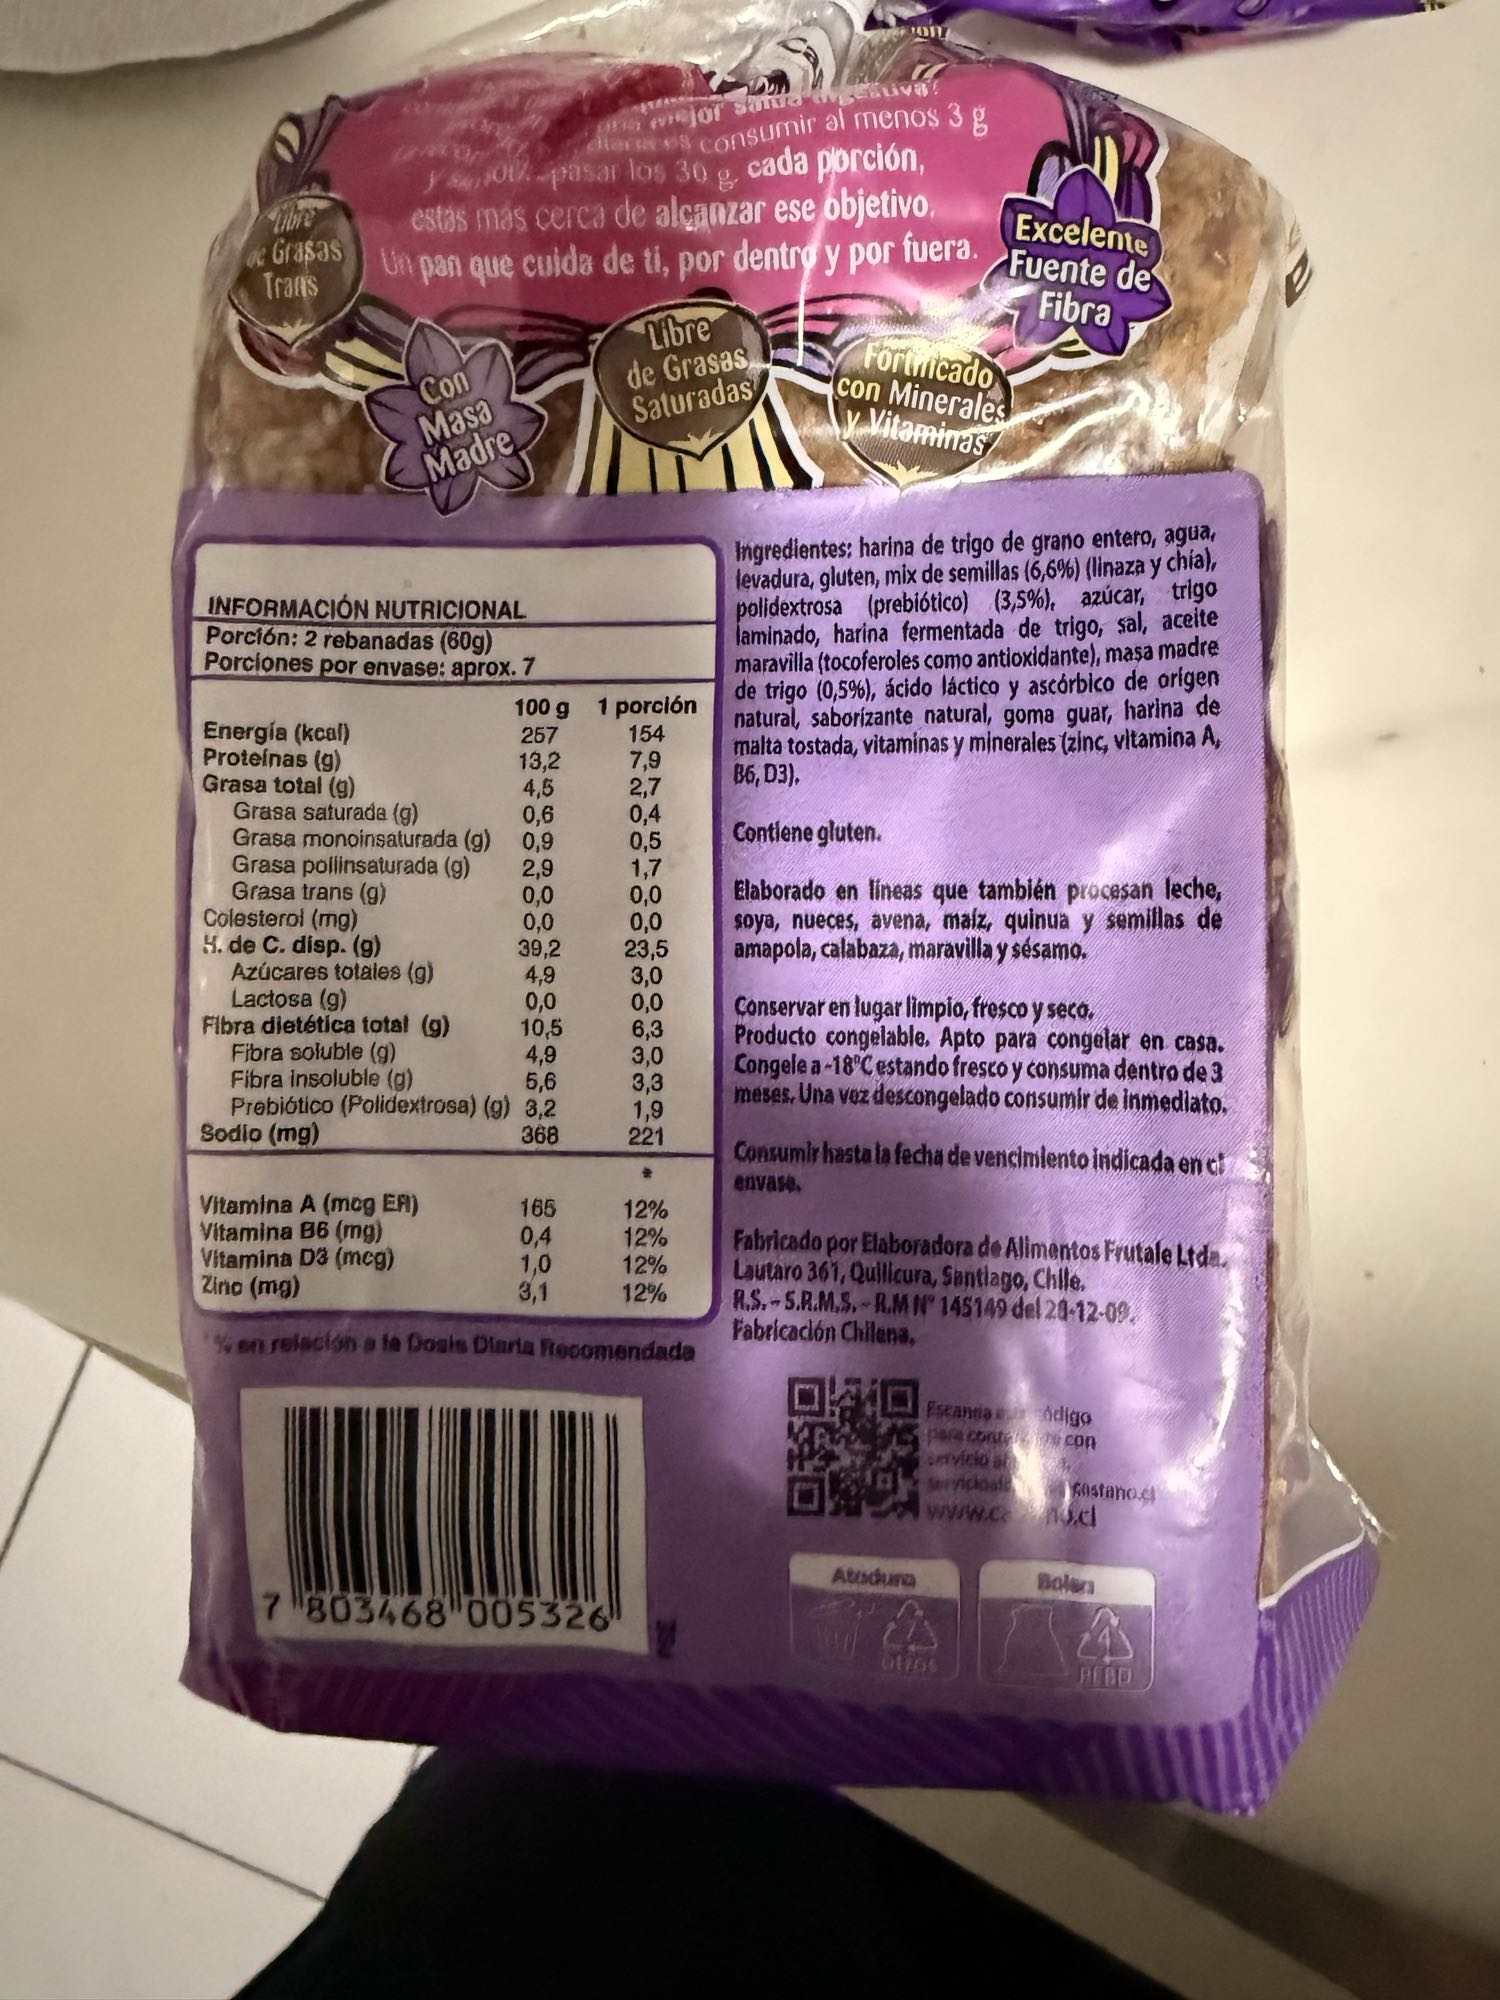 mejor
consumir al menos 3 g
pasar los 30 g, cada porción,
estás más cerca de alcanzar ese objetivo.
Un pan que cuida de ti, por dentro y por fuera.
Libre
de Grasas
Trans
Con
Masa
Madre
Libre
de Grasas
Saturadas
Fortificado
con Minerales
y Vitaminas
Excelente
Fuente de
Fibra
INFORMACIÓN NUTRICIONAL
Porción: 2 rebanadas (60g)
Porciones por envase: aprox. 7
100 g 1 porción
Energía (kcal) 257 154
Proteínas (g) 13,2 7,9
Grasa total (g) 4,5 2,7
Grasa saturada (g) 0,6 0,4
Grasa monoinsaturada (g) 0,9 0,5
Grasa poliinsaturada (g) 2,9 1,7
Grasa trans (g) 0,0 0,0
Colesterol (mg) 0,0 0,0
H. de C. disp. (g) 39,2 23,5
Azúcares totales (g) 4,9 3,0
Lactosa (g) 0,0 0,0
Fibra dietética total (g) 10,5 6,3
Fibra soluble (g) 4,9 3,0
Fibra insoluble (g) 5,6 3,3
Prebiótico (Polidextrosa) (g) 3,2 1,9
Sodio (mg) 368 221
*
Vitamina A (mcg ER) 165 12%
Vitamina B6 (mg) 0,4 12%
Vitamina D3 (mcg) 1,0 12%
Zinc (mg) 3,1 12%
*% en relación a la Dosis Diaria Recomendada
7 803468 005326
Ingredientes: harina de trigo de grano entero, agua,
levadura, gluten, mix de semillas (6,6%) (linaza y chía),
polidextrosa (prebiótico) (3,5%), azúcar, trigo
laminado, harina fermentada de trigo, sal, aceite
maravilla (tocoferoles como antioxidante), masa madre
de trigo (0,5%), ácido láctico y ascórbico de origen
natural, saborizante natural, goma guar, harina de
malta tostada, vitaminas y minerales (zinc, vitamina A,
B6, D3).
Contiene gluten.
Elaborado en líneas que también procesan leche,
soya, nueces, avena, maíz, quinua y semillas de
amapola, calabaza, maravilla y sésamo.
Conservar en lugar limpio, fresco y seco.
Producto congelable. Apto para congelar en casa.
Congele a -18°C estando fresco y consuma dentro de 3
meses. Una vez descongelado consumir de inmediato.
Consumir hasta la fecha de vencimiento indicada en el
envase.
Fabricado por Elaboradora de Alimentos Frutale Ltda.
Lautaro 361, Quilicura, Santiago, Chile.
R.S. - S.R.M.S. - R.M N° 145149 del 28-12-09.
Fabricación Chilena.
Escanea código
para con
servicio
castano.cl
Atadura
Otros
Bolsa
PEBD